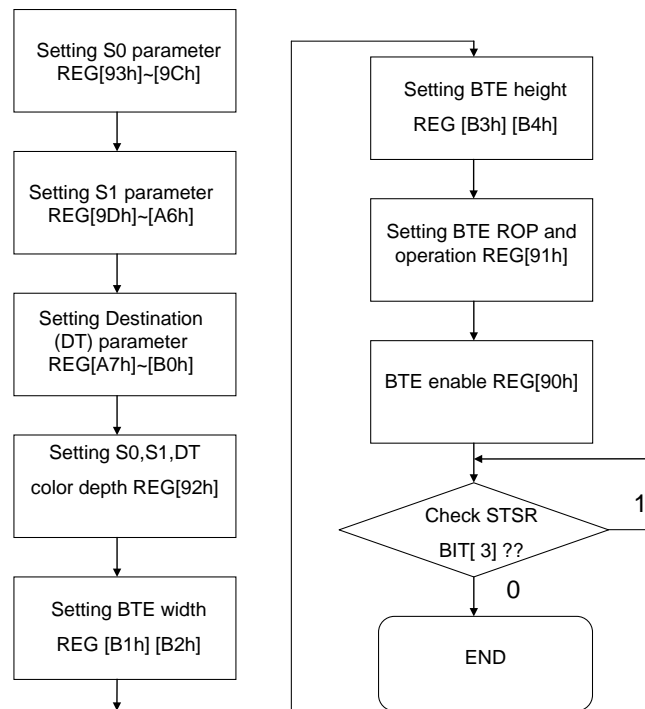 Setting S0 parameter
REG[93h]~[9Ch]
Setting S1 parameter
REG[9Dh]~[A6h]
Setting Destination
(DT) parameter
REG[A7h]~[B0h]
Setting S0,S1,DT
color depth REG[92h]
Setting BTE width
REG [B1h] [B2h]
Setting BTE height
REG [B3h] [B4h]
Setting BTE ROP and
operation REG[91h]
BTE enable REG[90h]
Check STSR
BIT[ 3] ??
1
0
END